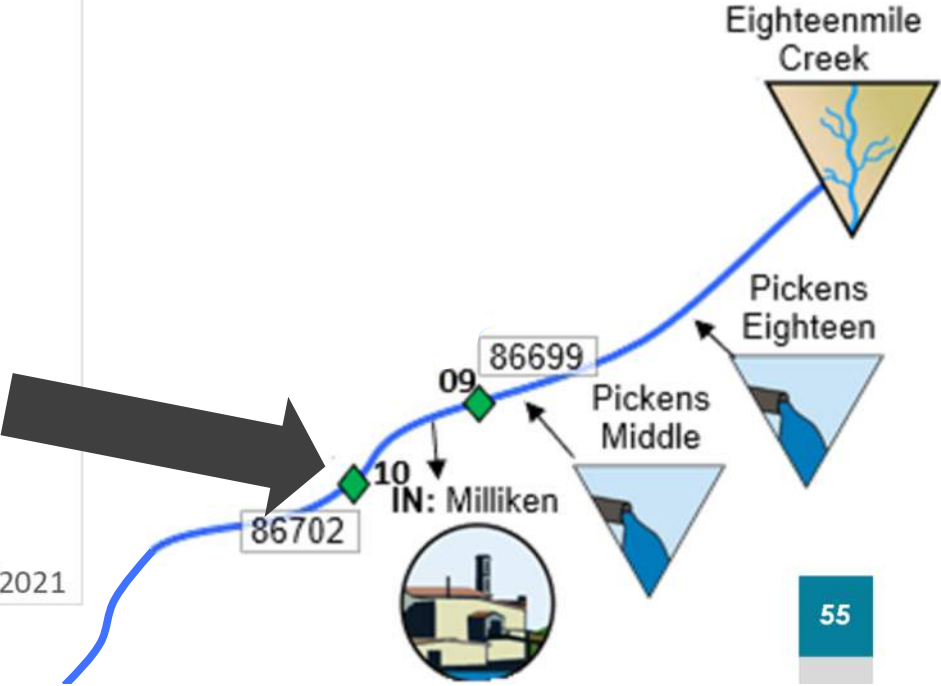 Eighteenmile
Creek
Pickens
Eighteen
86699
09
Pickens
Middle
10
IN: Milliken
86702
2021
55